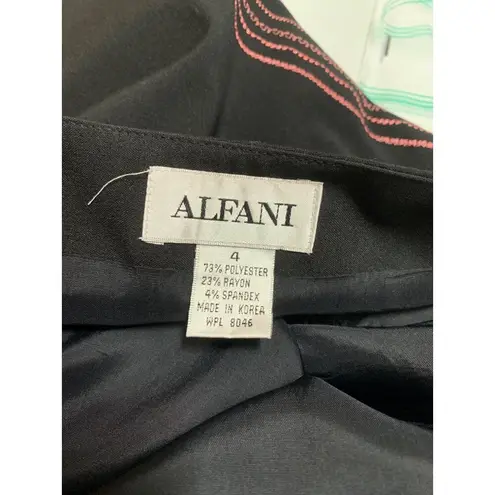 ALFANI
4
73% POLYESTER
23% RAYON
4% SPANDEX
MADE IN KOREA
WPL 8046